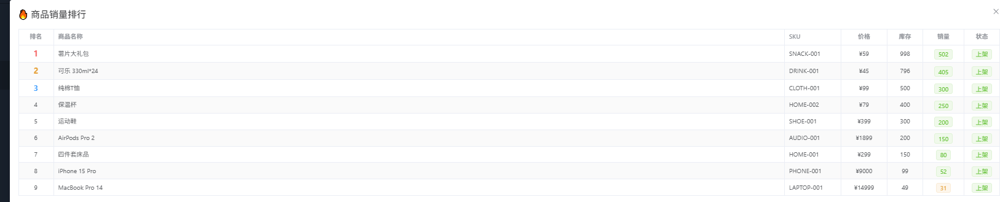 🔥 商品销量排行
排名 商品名称 SKU 价格 库存 销量 状态
1 薯片大礼包 SNACK-001 ¥59 998 502 上架
2 可乐 330ml*24 DRINK-001 ¥45 796 405 上架
3 纯棉T恤 CLOTH-001 ¥99 500 300 上架
4 保温杯 HOME-002 ¥79 400 250 上架
5 运动鞋 SHOE-001 ¥399 300 200 上架
6 AirPods Pro 2 AUDIO-001 ¥1899 200 150 上架
7 四件套床品 HOME-001 ¥299 150 80 上架
8 iPhone 15 Pro PHONE-001 ¥9000 99 52 上架
9 MacBook Pro 14 LAPTOP-001 ¥14999 49 31 上架